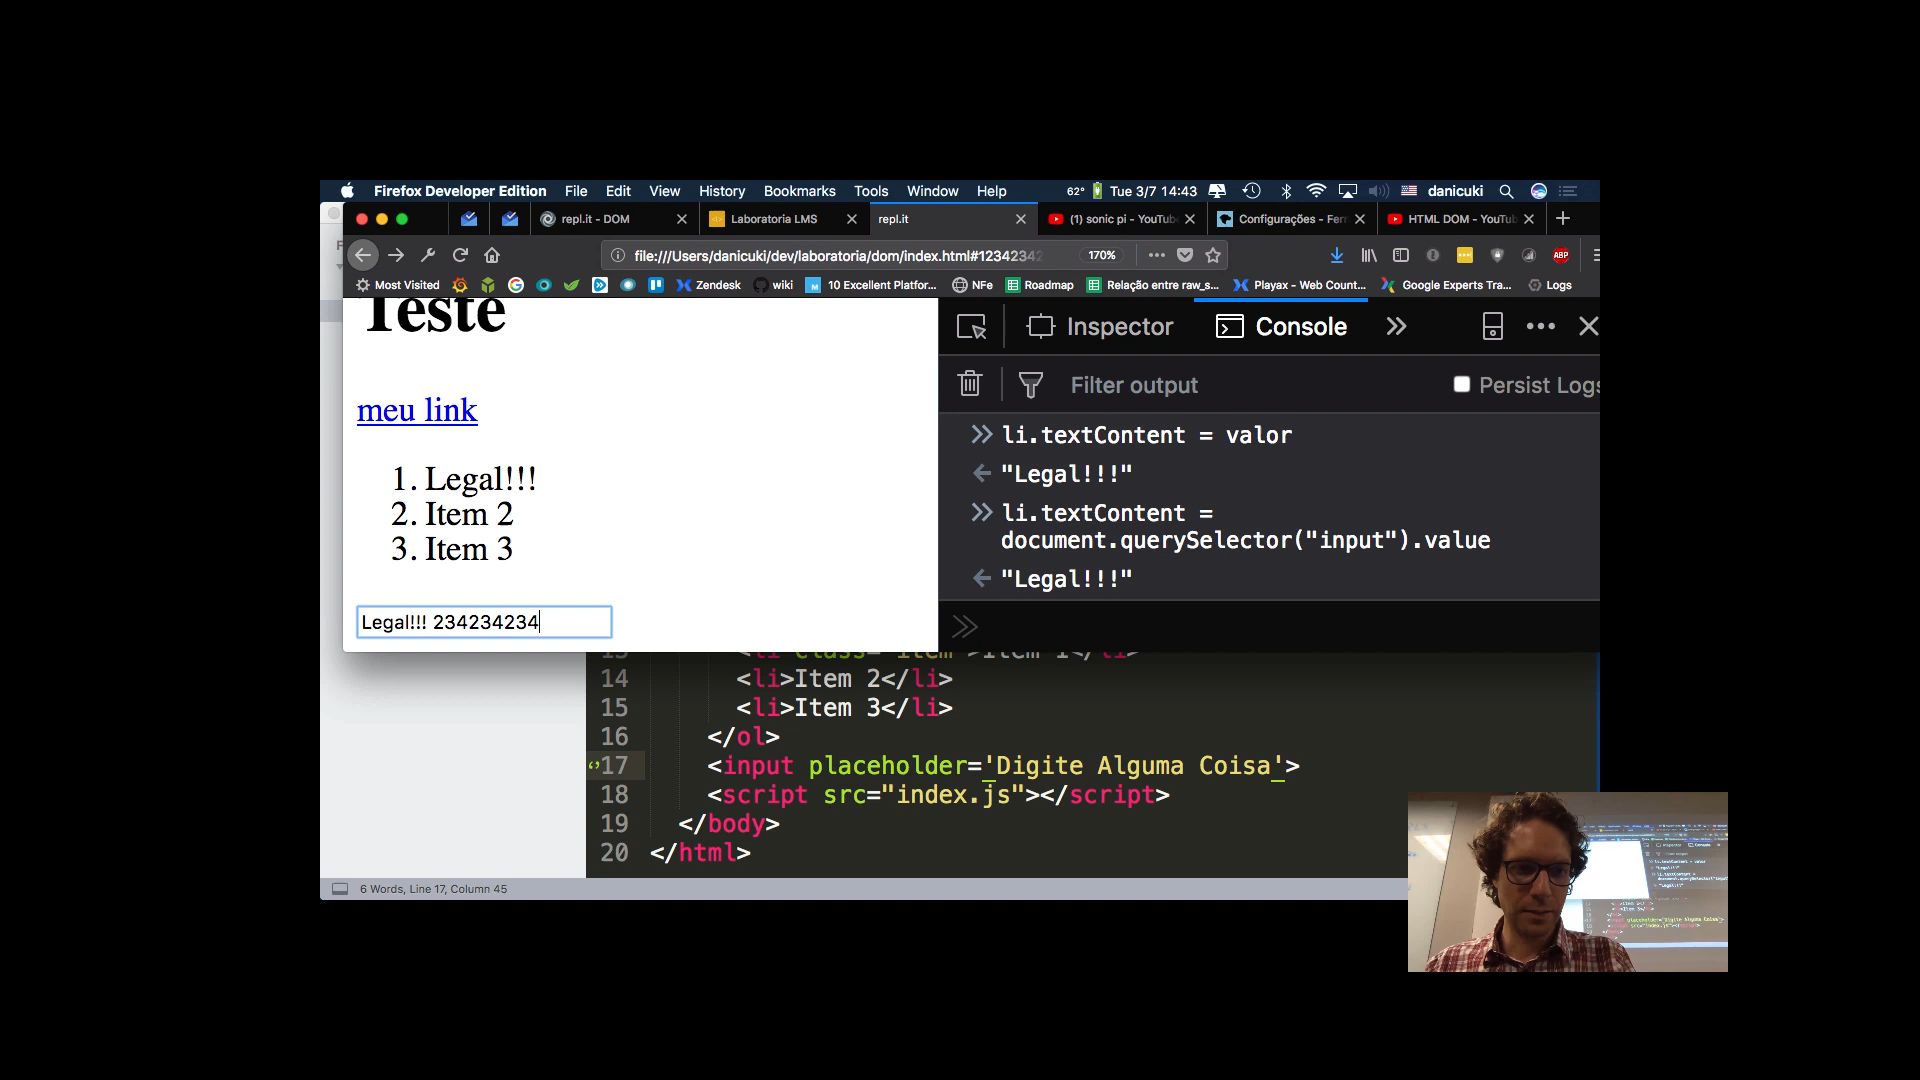 Firefox Developer Edition File Edit View History Bookmarks Tools Window Help 62° Tue 3/7 14:43 danicuki
repl.it - DOM Laboratoria LMS repl.it (1) sonic pi - YouTub Configurações - Ferr HTML DOM - YouTub
file:///Users/danicuki/dev/laboratoria/dom/index.html#12342342 170% ABP
Most Visited Zendesk wiki 10 Excellent Platfor... NFe Roadmap Relação entre raw_s... Playax - Web Count... Google Experts Tra... Logs
Teste
meu link
1. Legal!!!
2. Item 2
3. Item 3
Legal!!! 234234234
Inspector Console
Filter output Persist Logs
li.textContent = valor
"Legal!!!"
li.textContent =
document.querySelector("input").value
"Legal!!!"
14 <li>Item 2</li>
15 <li>Item 3</li>
16 </ol>
17 <input placeholder='Digite Alguma Coisa'>
18 <script src="index.js"></script>
19 </body>
20 </html>
6 Words, Line 17, Column 45